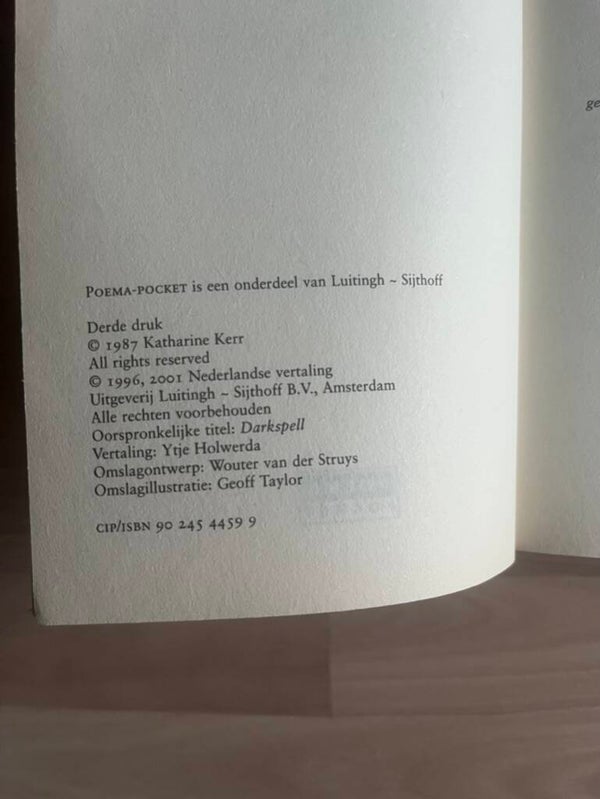 POEMA-POCKET is een onderdeel van Luitingh ~ Sijthoff
Derde druk
© 1987 Katharine Kerr
All rights reserved
© 1996, 2001 Nederlandse vertaling
Uitgeverij Luitingh ~ Sijthoff B.V., Amsterdam
Alle rechten voorbehouden
Oorspronkelijke titel: Darkspell
Vertaling: Ytje Holwerda
Omslagontwerp: Wouter van der Struys
Omslagillustratie: Geoff Taylor
CIP/ISBN 90 245 4459 9